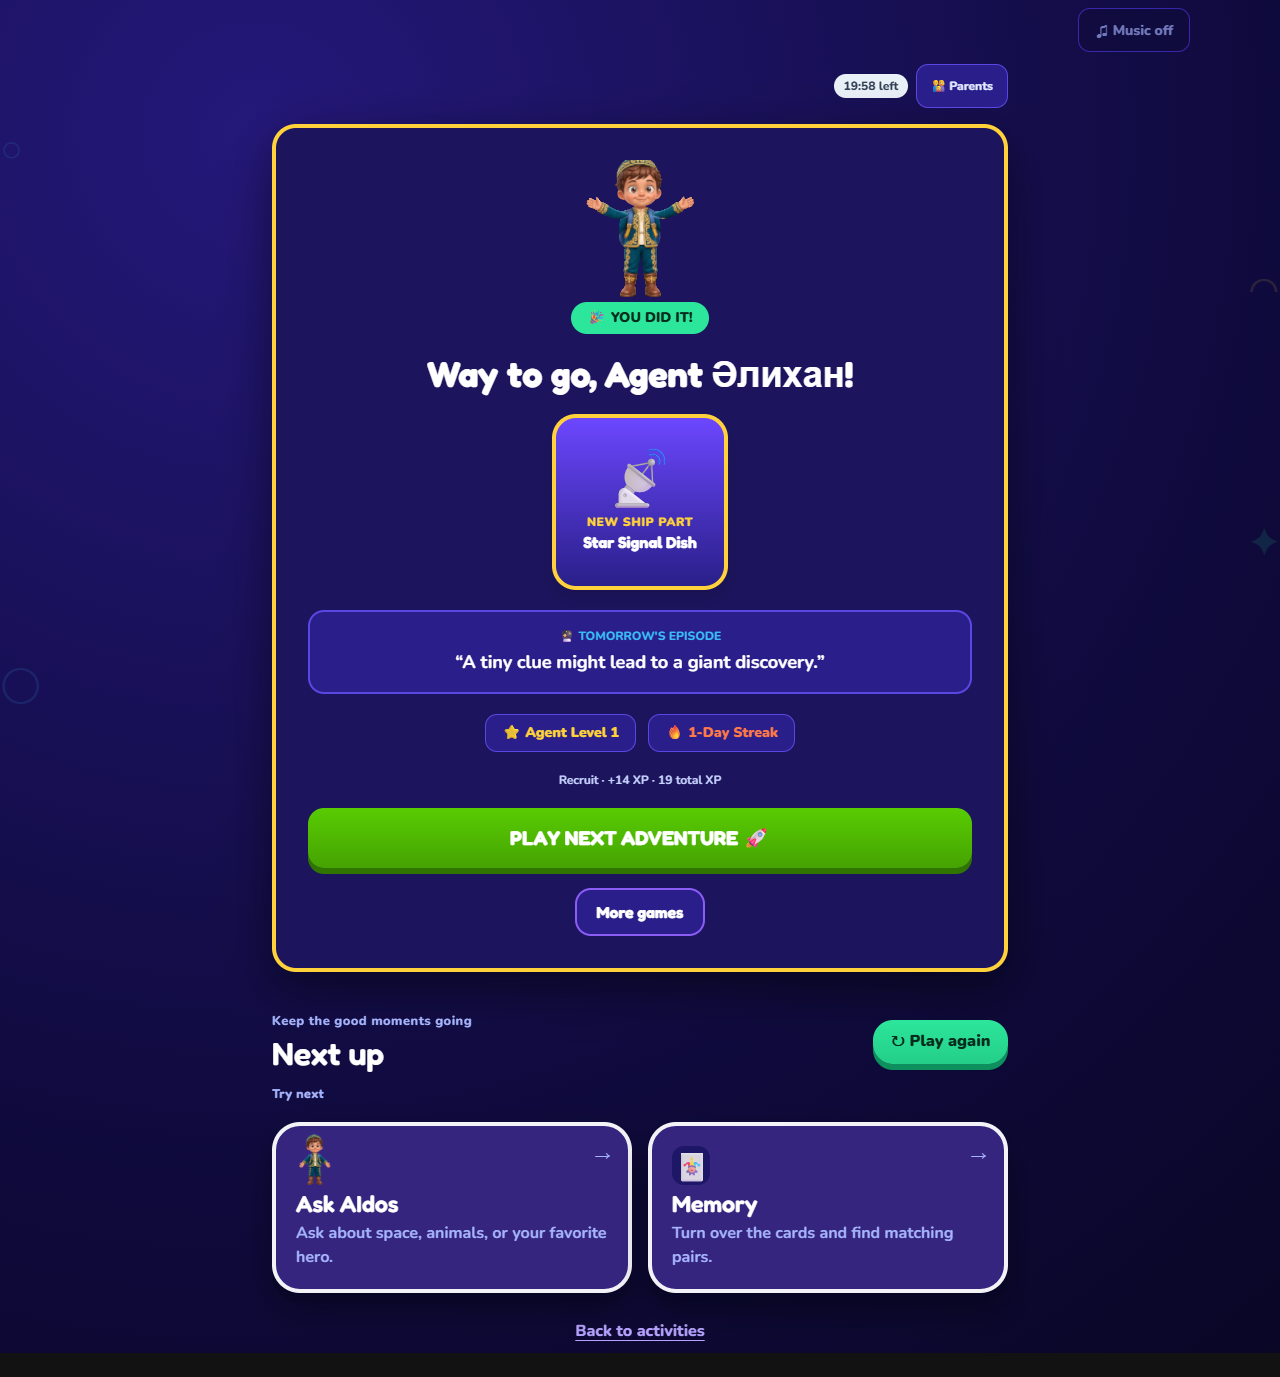 ♫ Music off
19:58 left
Parents
🎉 YOU DID IT!
Way to go, Agent Әлихан!
NEW SHIP PART
Star Signal Dish
🔮 TOMORROW'S EPISODE
“A tiny clue might lead to a giant discovery.”
⭐ Agent Level 1
🔥 1-Day Streak
Recruit · +14 XP · 19 total XP
PLAY NEXT ADVENTURE 🚀
More games
Keep the good moments going
Next up
↻ Play again
Try next
→
Ask Aldos
Ask about space, animals, or your favorite
hero.
→
Memory
Turn over the cards and find matching
pairs.
Back to activities